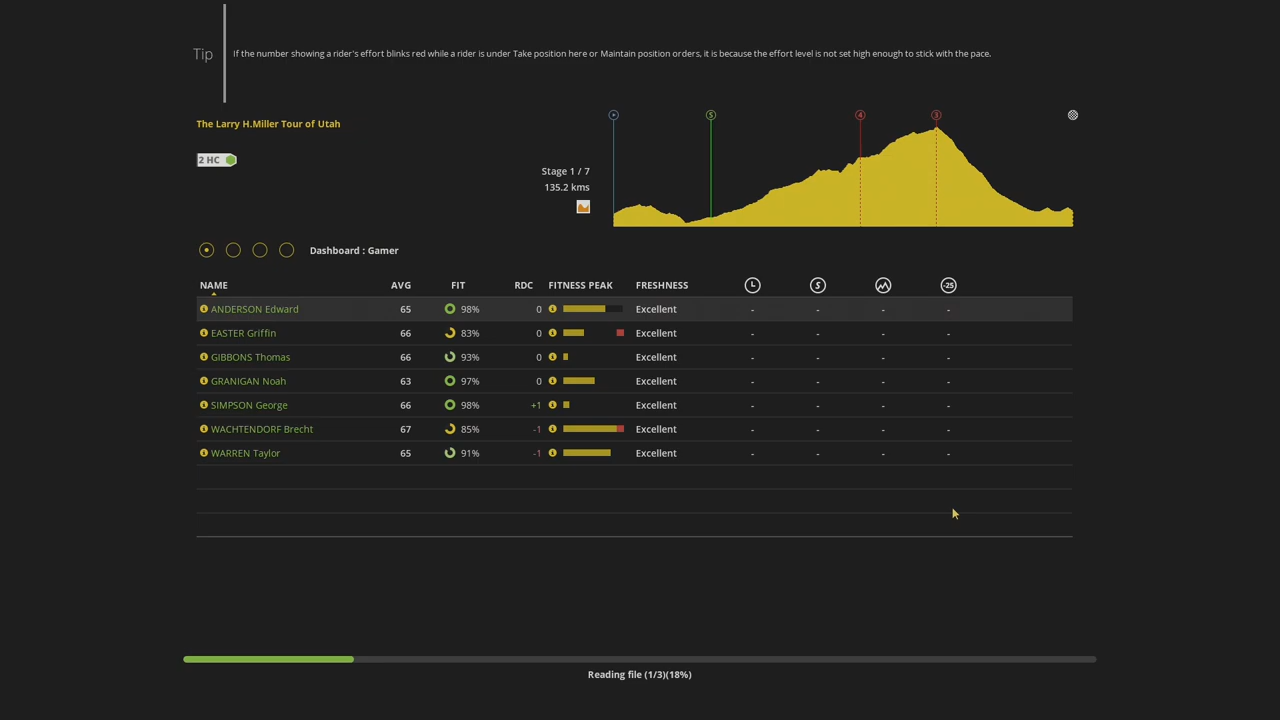 Tip
If the number showing a rider's effort blinks red while a rider is under Take position here or Maintain position orders, it is because the effort level is not set high enough to stick with the pace.
The Larry H.Miller Tour of Utah
2 HC
Stage 1 / 7
135.2 kms
S 4 3
Dashboard : Gamer
NAME AVG FIT RDC FITNESS PEAK FRESHNESS S -25
ANDERSON Edward 65 98% 0 Excellent - - - -
EASTER Griffin 66 83% 0 Excellent - - - -
GIBBONS Thomas 66 93% 0 Excellent - - - -
GRANIGAN Noah 63 97% 0 Excellent - - - -
SIMPSON George 66 98% +1 Excellent - - - -
WACHTENDORF Brecht 67 85% -1 Excellent - - - -
WARREN Taylor 65 91% -1 Excellent - - - -
Reading file (1/3)(18%)